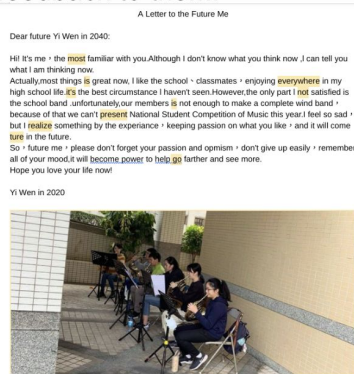 A Letter to the Future Me
Dear future Yi Wen in 2040:
Hi! It's me，the most familiar with you.Although I don't know what you think now ,I can tell you
what I am thinking now.
Actually,most things is great now, I like the school、classmates，enjoying everywhere in my
high school life.it's the best circumstance I haven't seen.However,the only part I not satisfied is
the school band .unfortunately,our members is not enough to make a complete wind band，
because of that we can't present National Student Competition of Music this year.I feel so sad，
but I realize something by the experiance，keeping passion on what you like，and it will come
ture in the future.
So，future me，please don't forget your passion and opmism，don't give up easily，remember
all of your mood,it will become power to help go farther and see more.
Hope you love your life now!
Yi Wen in 2020